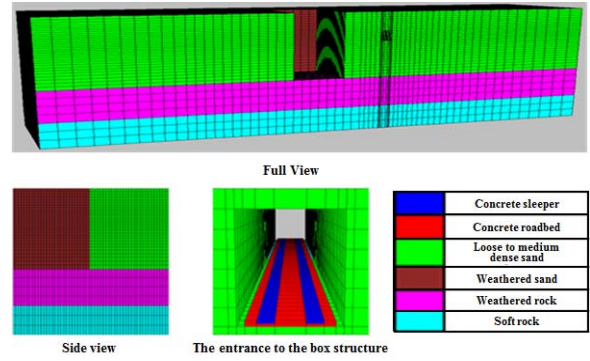 Full View
Side view
The entrance to the box structure
Concrete sleeper
Concrete roadbed
Loose to medium
dense sand
Weathered sand
Weathered rock
Soft rock